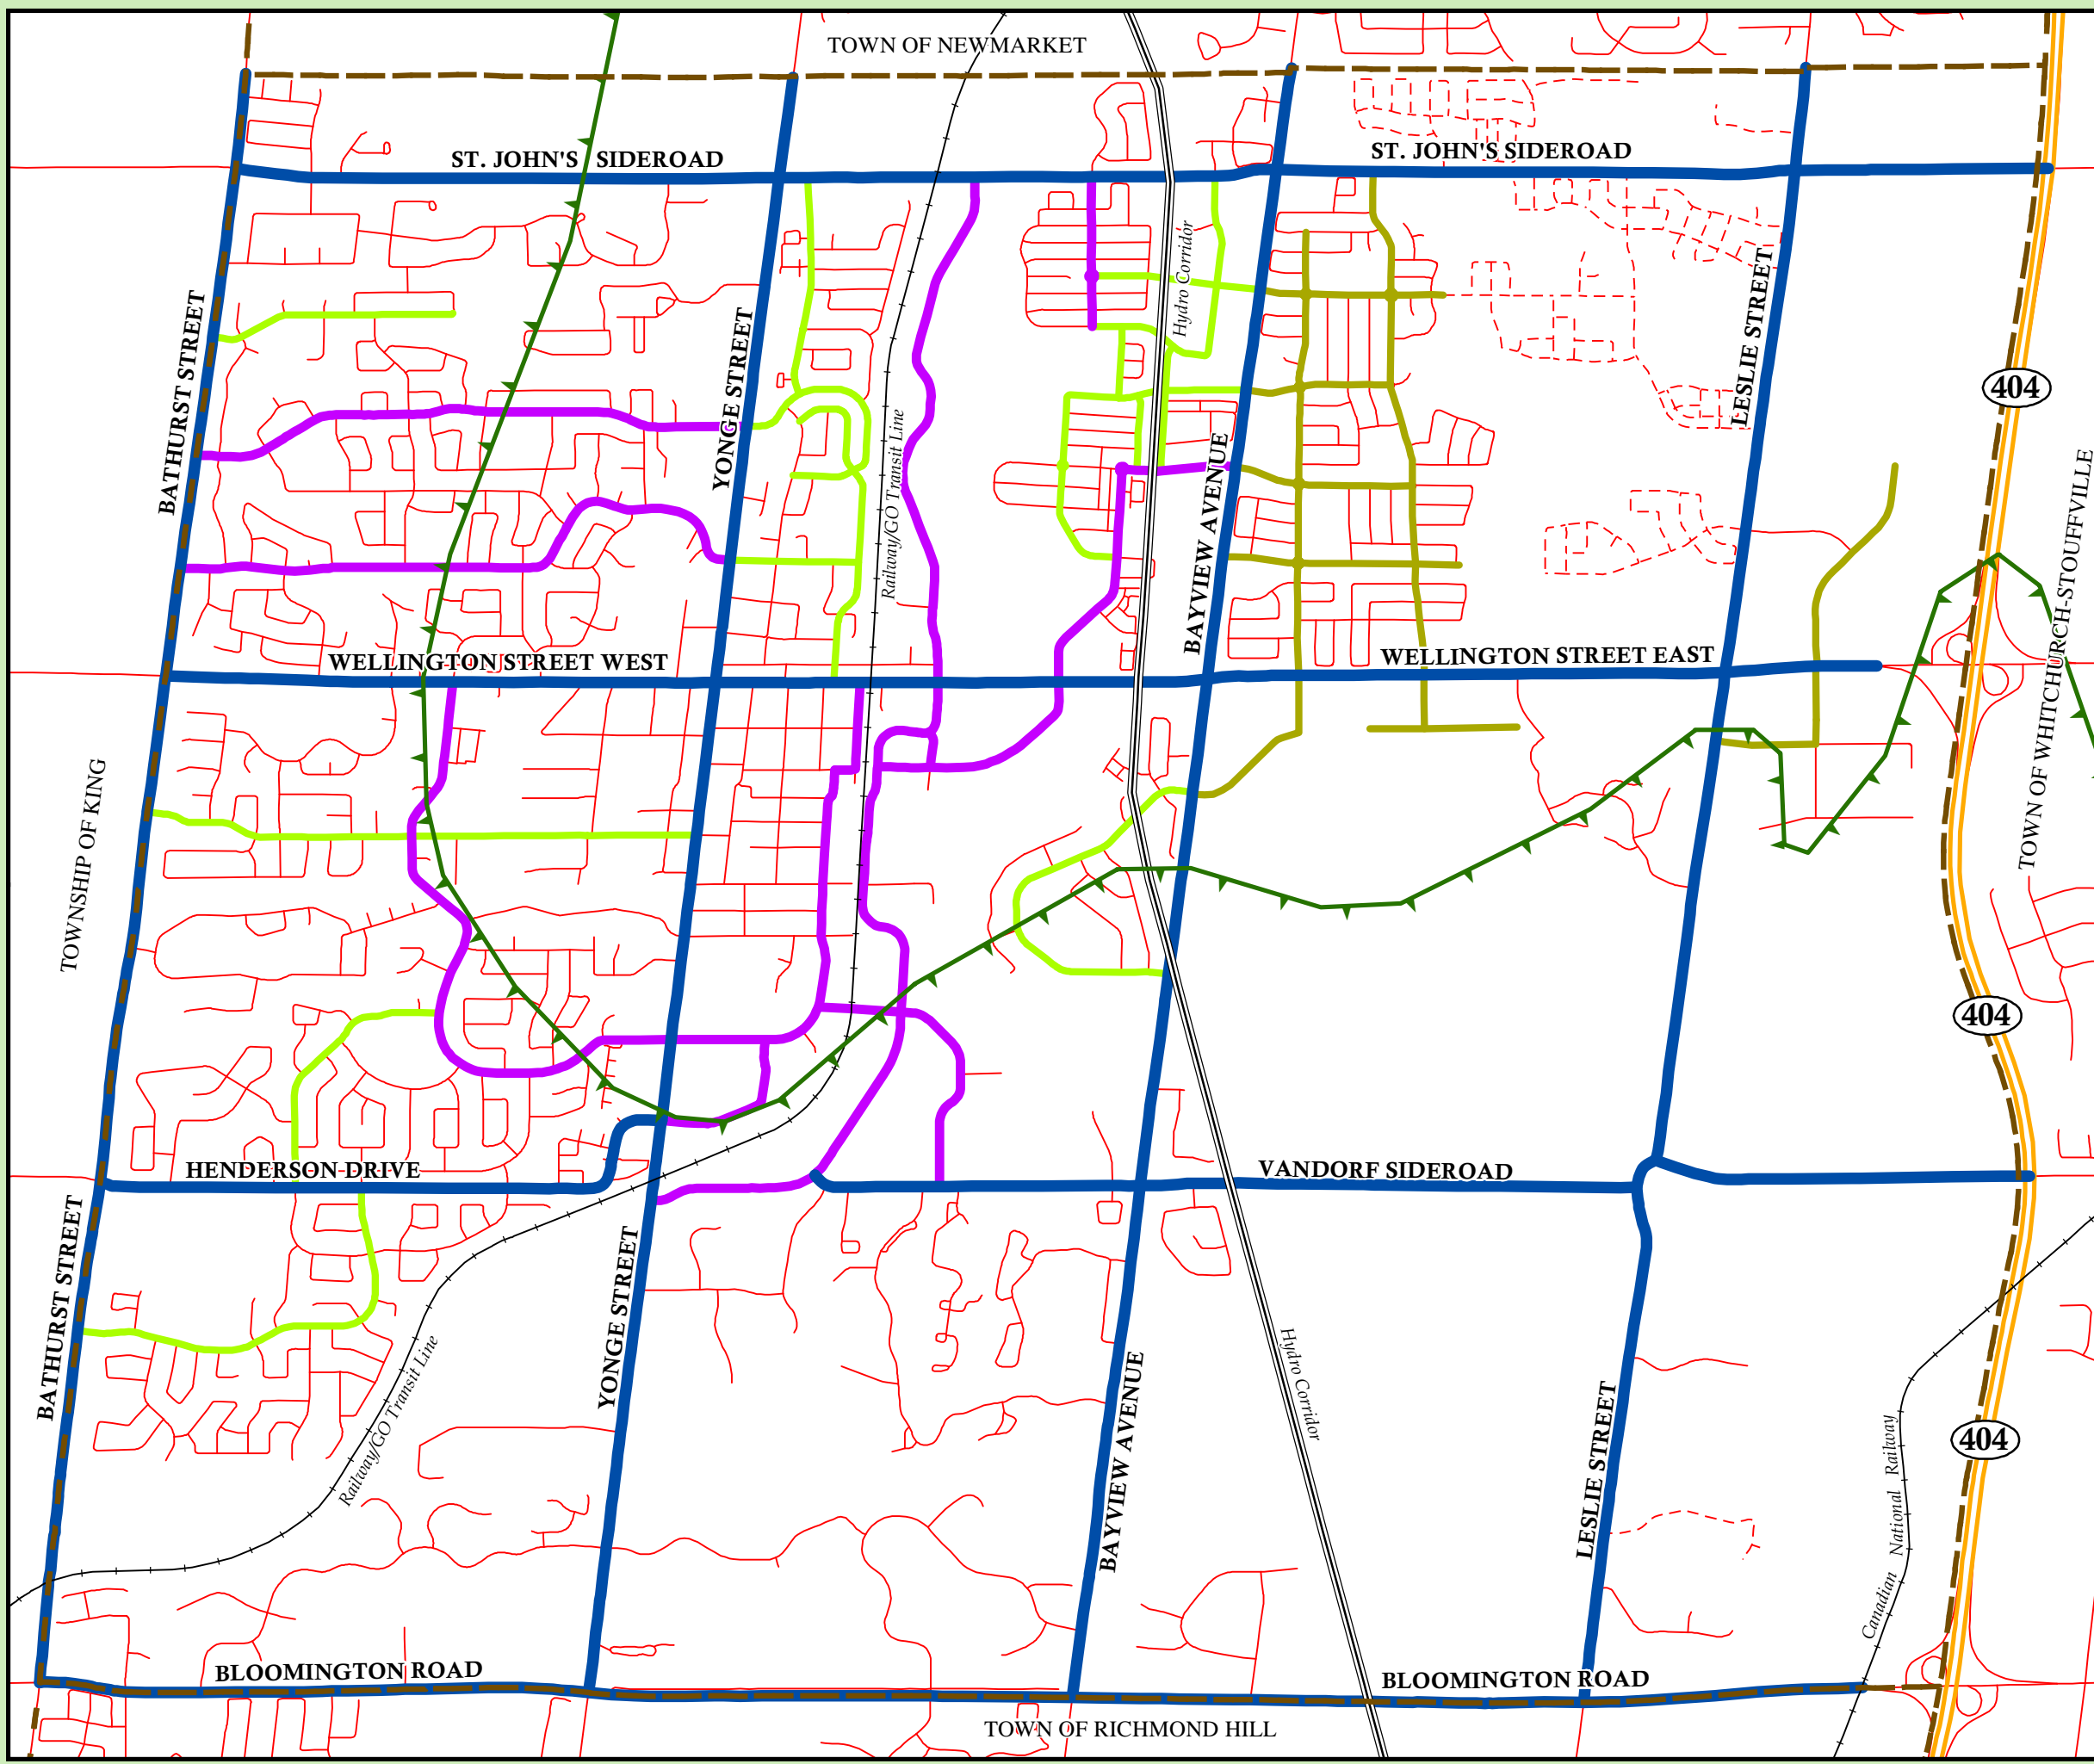 TOWN OF NEWMARKET
ST. JOHN'S SIDEROAD
ST. JOHN'S SIDEROAD
Hydro Corridor
BATHURST STREET
YONGE STREET
LESLIE STREET
404
Railway/GO Transit Line
BAYVIEW AVENUE
TOWN OF WHITCHURCH-STOUFFVILLE
WELLINGTON STREET WEST
WELLINGTON STREET EAST
TOWNSHIP OF KING
404
HENDERSON DRIVE
VANDORF SIDEROAD
BATHURST STREET
YONGE STREET
Railway/GO Transit Line
BAYVIEW AVENUE
Hydro Corridor
LESLIE STREET
404
Canadian National Railway
BLOOMINGTON ROAD
BLOOMINGTON ROAD
TOWN OF RICHMOND HILL